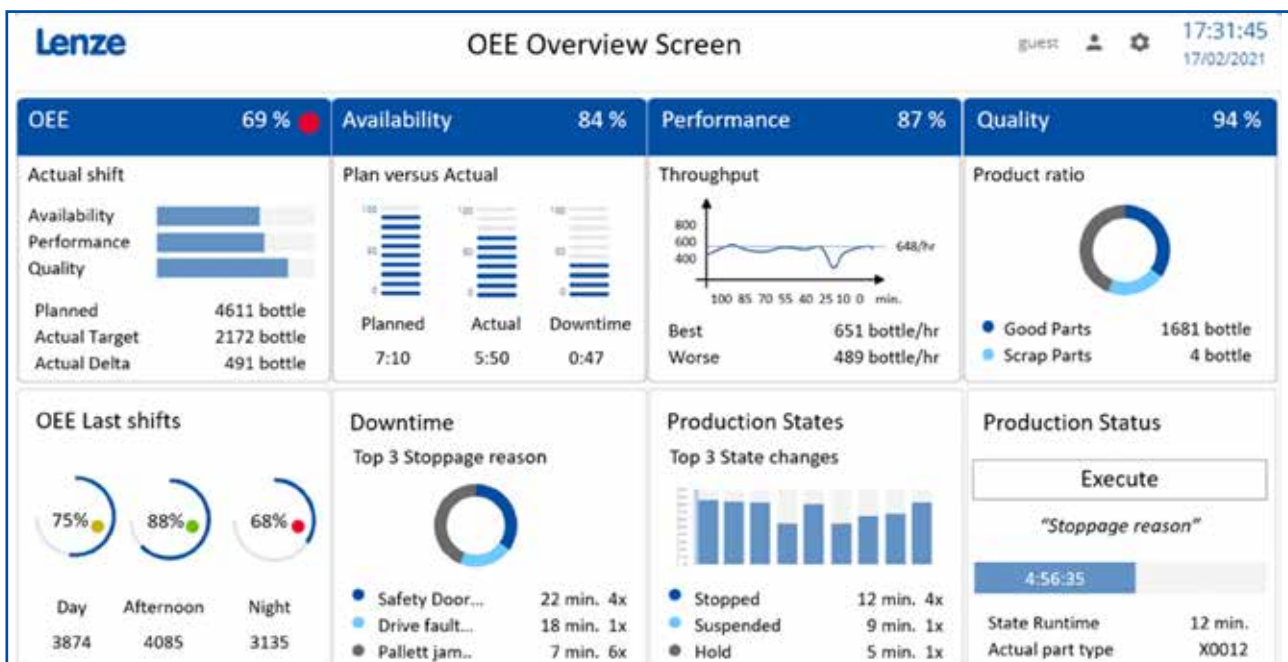 Lenze
OEE Overview Screen
guest
17:31:45
17/02/2021
OEE 69 %
Actual shift
Availability
Performance
Quality
Planned 4611 bottle
Actual Target 2172 bottle
Actual Delta 491 bottle
Availability 84 %
Plan versus Actual
100 100 100
0 0 0
Planned Actual Downtime
7:10 5:50 0:47
Performance 87 %
Throughput
800
600
400
648/hr
100 85 70 55 40 25 10 0 min.
Best 651 bottle/hr
Worse 489 bottle/hr
Quality 94 %
Product ratio
Good Parts 1681 bottle
Scrap Parts 4 bottle
OEE Last shifts
75% 88% 68%
Day Afternoon Night
3874 4085 3135
Downtime
Top 3 Stoppage reason
Safety Door... 22 min. 4x
Drive fault... 18 min. 1x
Pallett jam.. 7 min. 6x
Production States
Top 3 State changes
Stopped 12 min. 4x
Suspended 9 min. 1x
Hold 5 min. 1x
Production Status
Execute
"Stoppage reason"
4:56:35
State Runtime 12 min.
Actual part type X0012